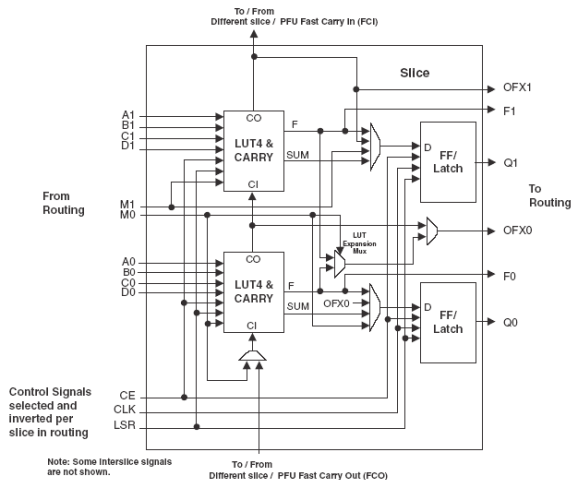 To / From
Different slice / PFU Fast Carry In (FCI)
Slice
OFX1
F1
A1
B1
C1
D1
CO
LUT4 &
CARRY
F
SUM
CI
D
FF/
Latch
Q1
From
Routing
M1
M0
To
Routing
LUT
Expansion
Mux
OFX0
A0
B0
C0
D0
CO
LUT4 &
CARRY
F
SUM
CI
OFX0
F0
D
FF/
Latch
Q0
Control Signals
selected and
inverted per
slice in routing
CE
CLK
LSR
Note: Some interslice signals
are not shown.
To / From
Different slice / PFU Fast Carry Out (FCO)